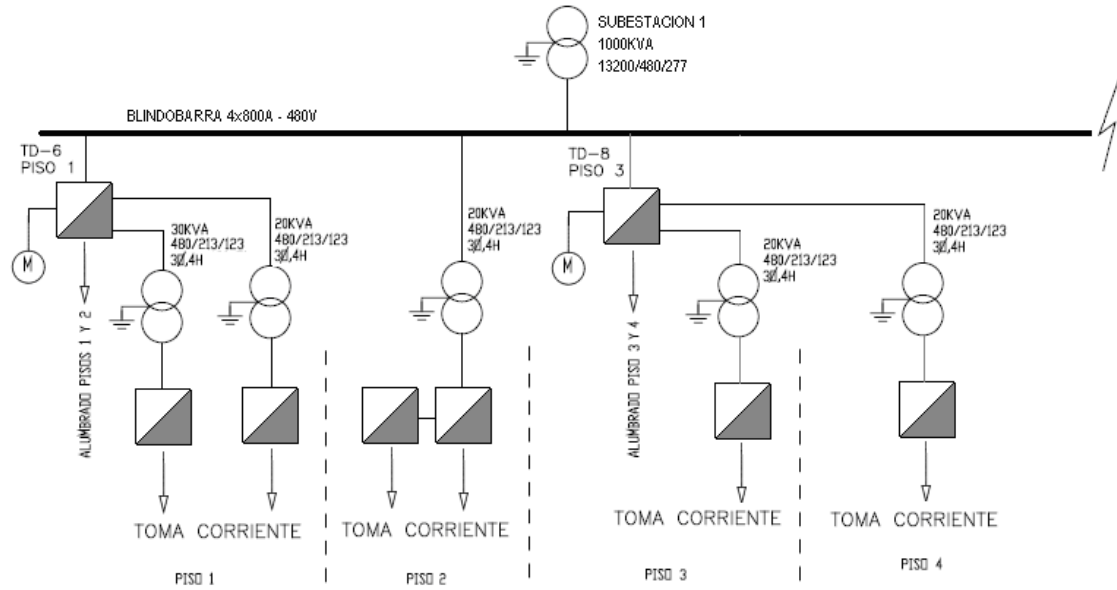 SUBESTACION 1
1000KVA
13200/480/277
BLINDOBARRA 4x800A - 480V
TD-6
PISO 1
M
ALUMBRADO PISOS 1 Y 2
30KVA
480/213/123
3Ø,4H
20KVA
480/213/123
3Ø,4H
20KVA
480/213/123
3Ø,4H
TD-8
PISO 3
M
ALUMBRADO PISO 3 Y 4
20KVA
480/213/123
3Ø,4H
20KVA
480/213/123
3Ø,4H
TOMA CORRIENTE
TOMA CORRIENTE
TOMA CORRIENTE
TOMA CORRIENTE
PISO 1
PISO 2
PISO 3
PISO 4